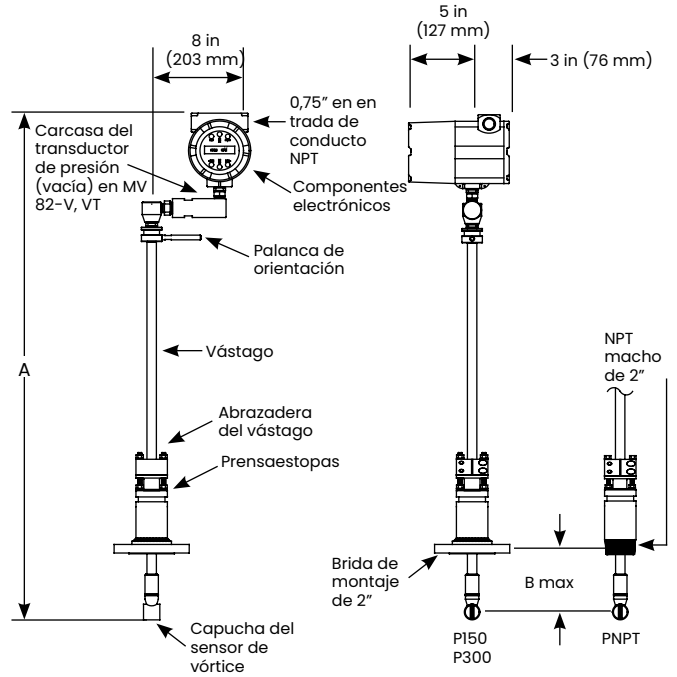 8 in
(203 mm)
5 in
(127 mm)
3 in (76 mm)
0,75” en en
trada de
conducto
NPT
Carcasa del
transductor
de presión
(vacía) en MV
82-V, VT
Componentes
electrónicos
Palanca de
orientación
A
Vástago
NPT
macho
de 2”
Abrazadera
del vástago
Prensaestopas
Brida de
montaje
de 2”
B max
Capucha del
sensor de
vórtice
P150
P300
PNPT